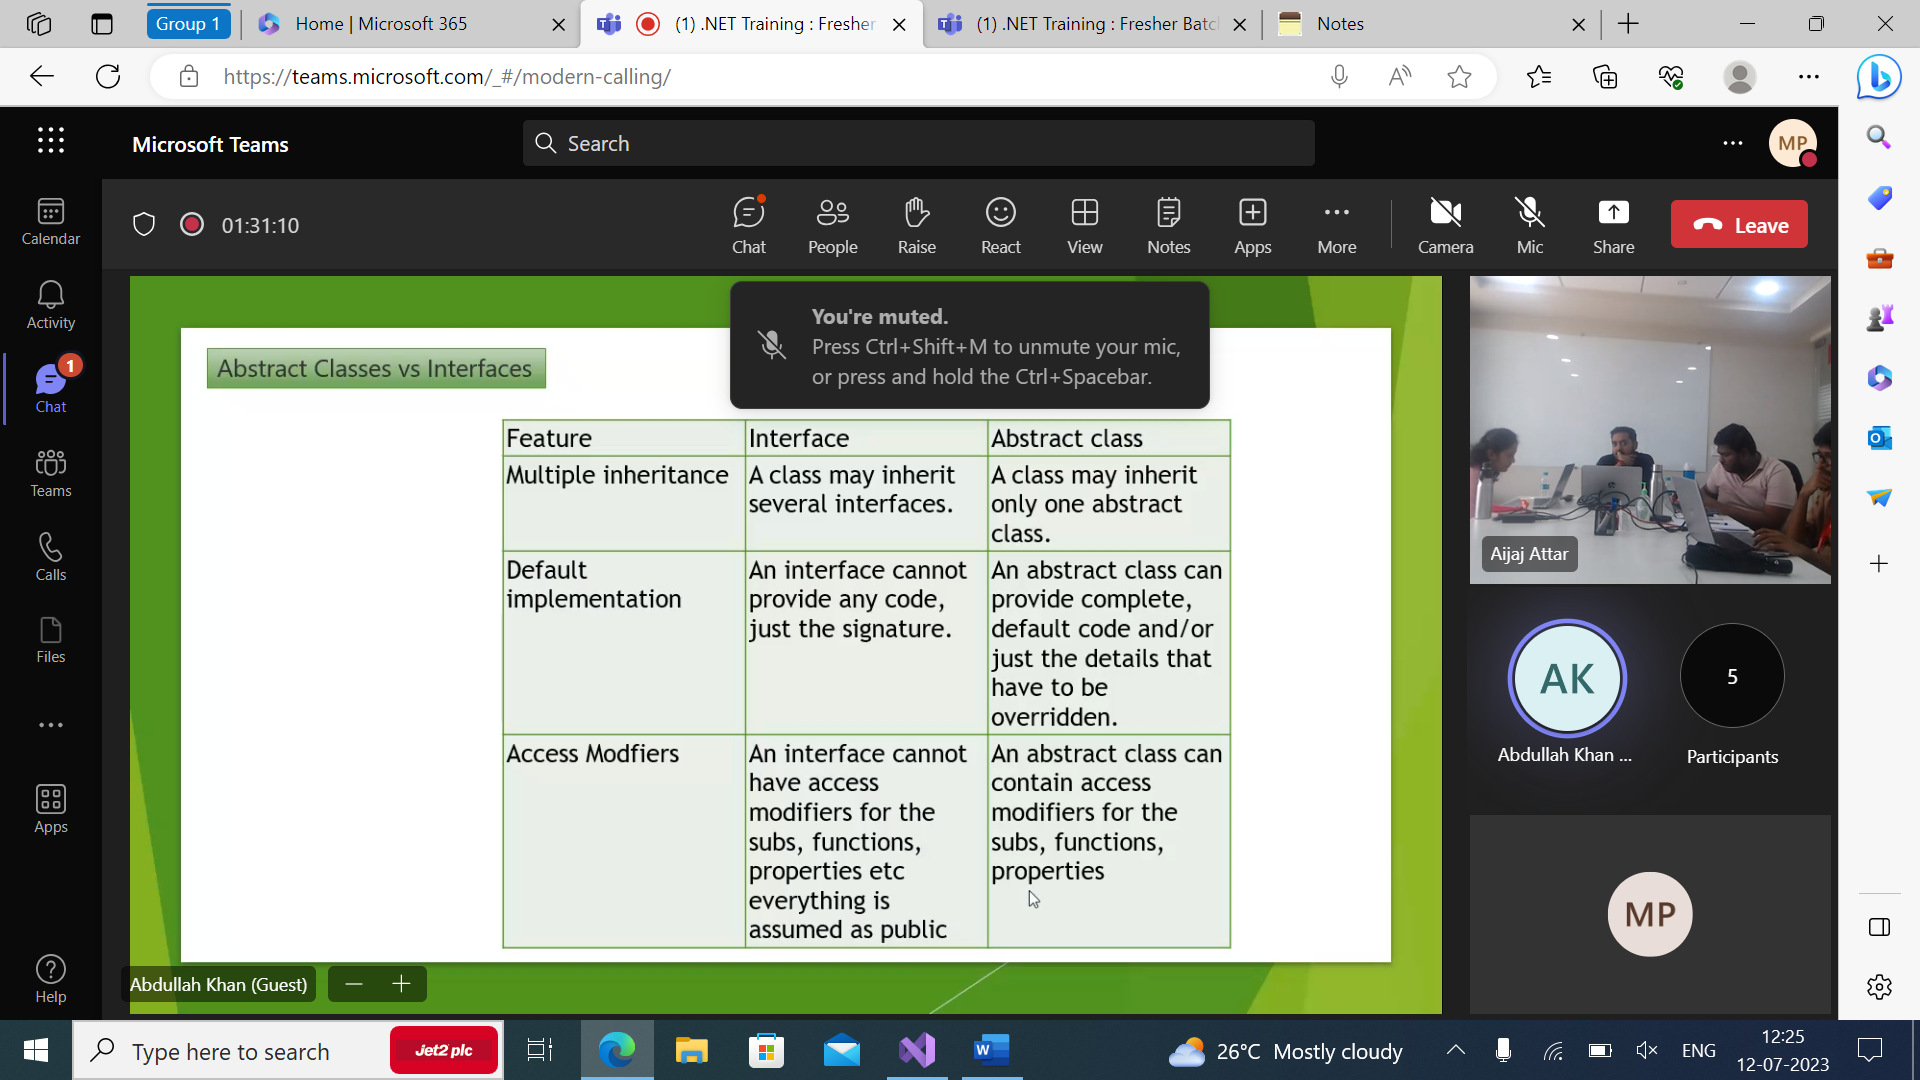 Group 1
Home | Microsoft 365
(1) .NET Training : Fresher
(1) .NET Training : Fresher Batc
Notes
https://teams.microsoft.com/_#/modern-calling/
Microsoft Teams
Search
MP
Calendar
Activity
1
Chat
Teams
Calls
Files
Apps
Help
01:31:10
Chat
People
Raise
React
View
Notes
Apps
More
Camera
Mic
Share
Leave
You're muted.
Press Ctrl+Shift+M to unmute your mic,
or press and hold the Ctrl+Spacebar.
Abstract Classes vs Interfaces
Feature
Interface
Abstract class
Multiple inheritance
A class may inherit
several interfaces.
A class may inherit
only one abstract
class.
Default
implementation
An interface cannot
provide any code,
just the signature.
An abstract class can
provide complete,
default code and/or
just the details that
have to be
overridden.
Access Modfiers
An interface cannot
have access
modifiers for the
subs, functions,
properties etc
everything is
assumed as public
An abstract class can
contain access
modifiers for the
subs, functions,
properties
Abdullah Khan (Guest)
Aijaj Attar
AK
Abdullah Khan ...
5
Participants
MP
Type here to search
Jet2 plc
26°C Mostly cloudy
ENG
12:25
12-07-2023